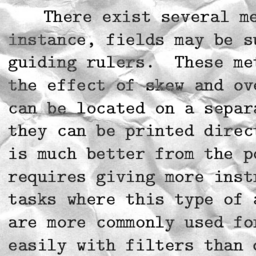 There exist several me
instance, fields may be su
guiding rulers. These met
the effect of skew and ove
can be located on a separa
they can be printed direct
is much better from the po
requires giving more instr
tasks where this type of a
are more commonly used for
easily with filters than